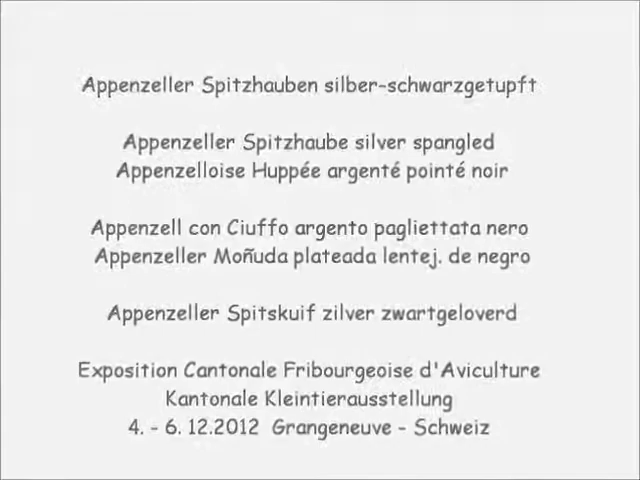 Appenzeller Spitzhauben silber-schwarzgetupft
Appenzeller Spitzhaube silver spangled
Appenzelloise Huppée argenté pointé noir
Appenzell con Ciuffo argento pagliettata nero
Appenzeller Moñuda plateada lentej. de negro
Appenzeller Spitskuif zilver zwartgeloverd
Exposition Cantonale Fribourgeoise d'Aviculture
Kantonale Kleintierausstellung
4. - 6. 12.2012 Grangeneuve - Schweiz